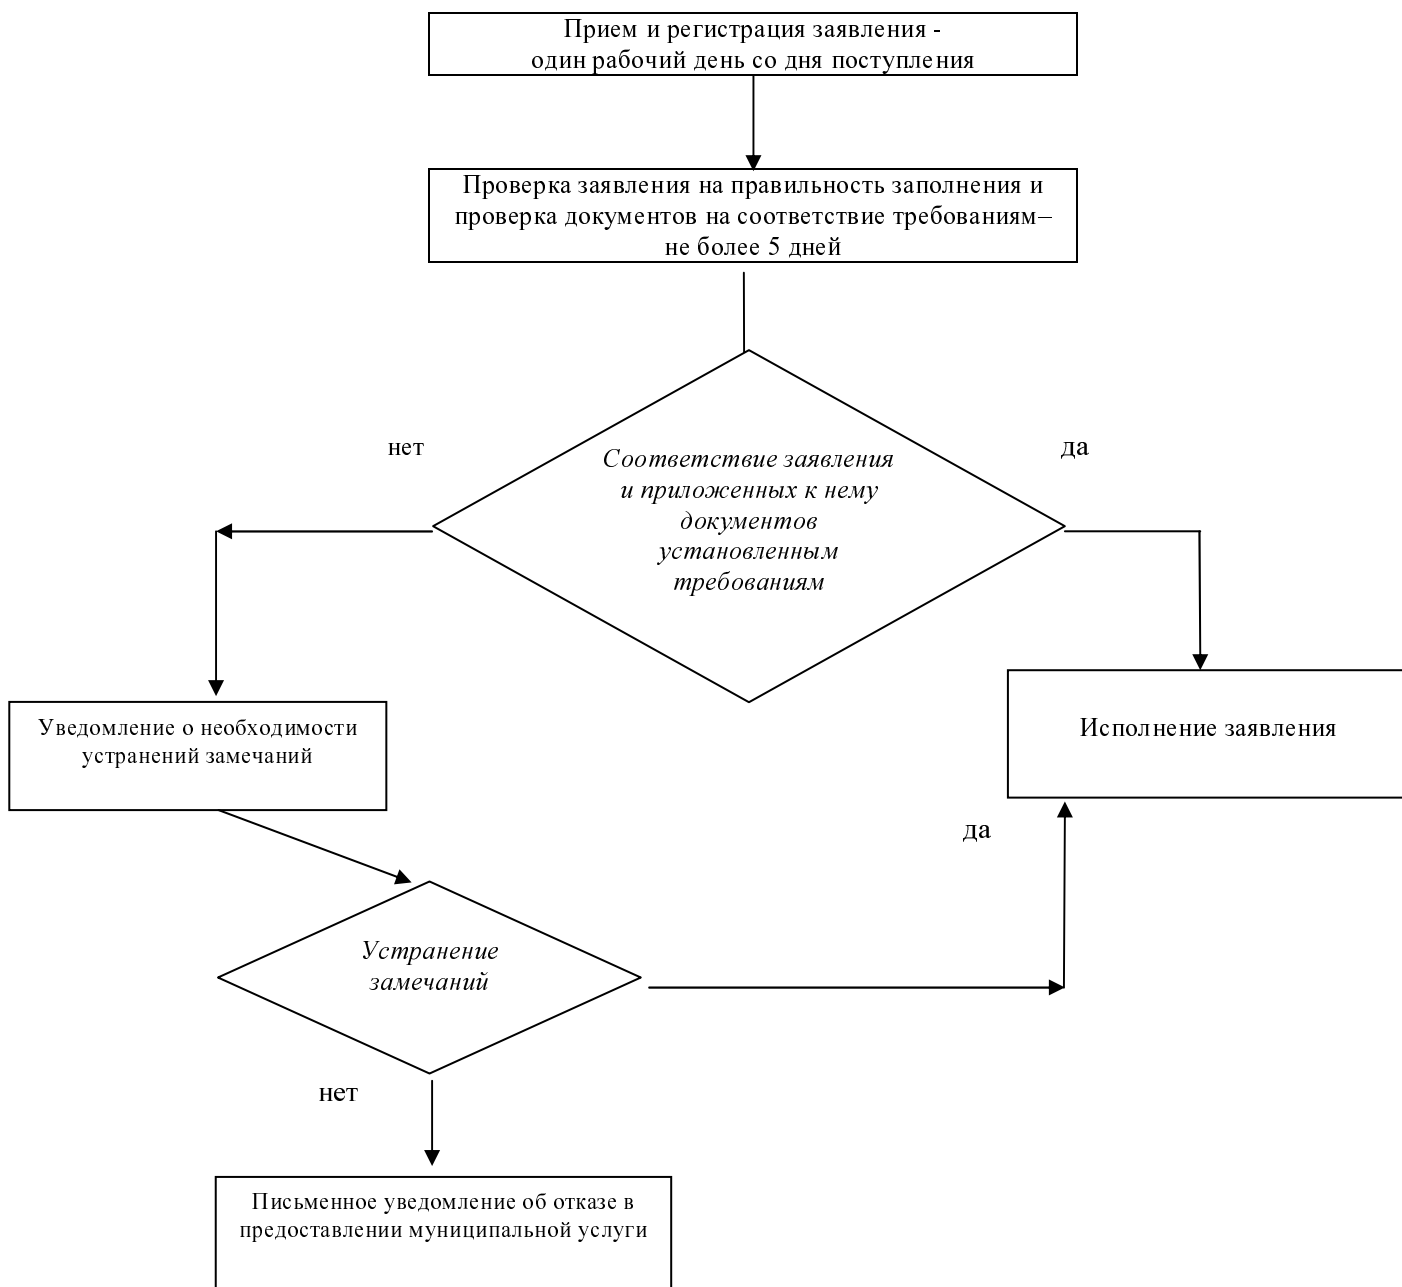 Прием и регистрация заявления -
один рабочий день со дня поступления
Проверка заявления на правильность заполнения и
проверка документов на соответствие требованиям–
не более 5 дней
нет
да
Соответствие заявления
и приложенных к нему
документов
установленным
требованиям
Уведомление о необходимости
устранений замечаний
Исполнение заявления
да
Устранение
замечаний
нет
Письменное уведомление об отказе в
предоставлении муниципальной услуги